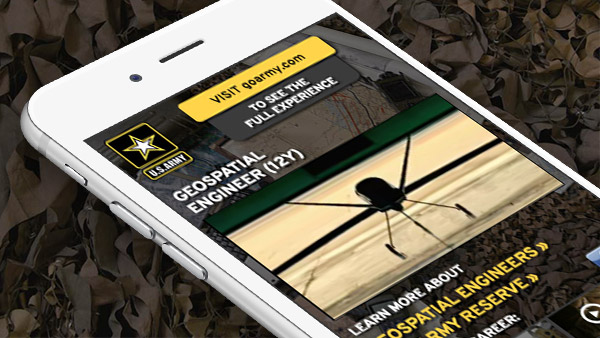 VISIT goarmy.com
TO SEE THE
FULL EXPERIENCE
U.S.ARMY
GEOSPATIAL
ENGINEER (12Y)
LEARN MORE ABOUT
GEOSPATIAL ENGINEERS »
ARMY RESERVE »
CAREER: